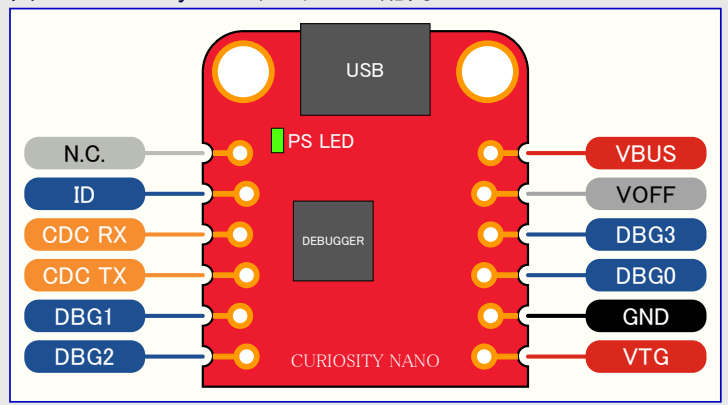 USB
PS LED
N.C.
VBUS
ID
VOFF
CDC RX
DEBUGGER
DBG3
CDC TX
DBG0
DBG1
GND
DBG2
CURIOSITY NANO
VTG